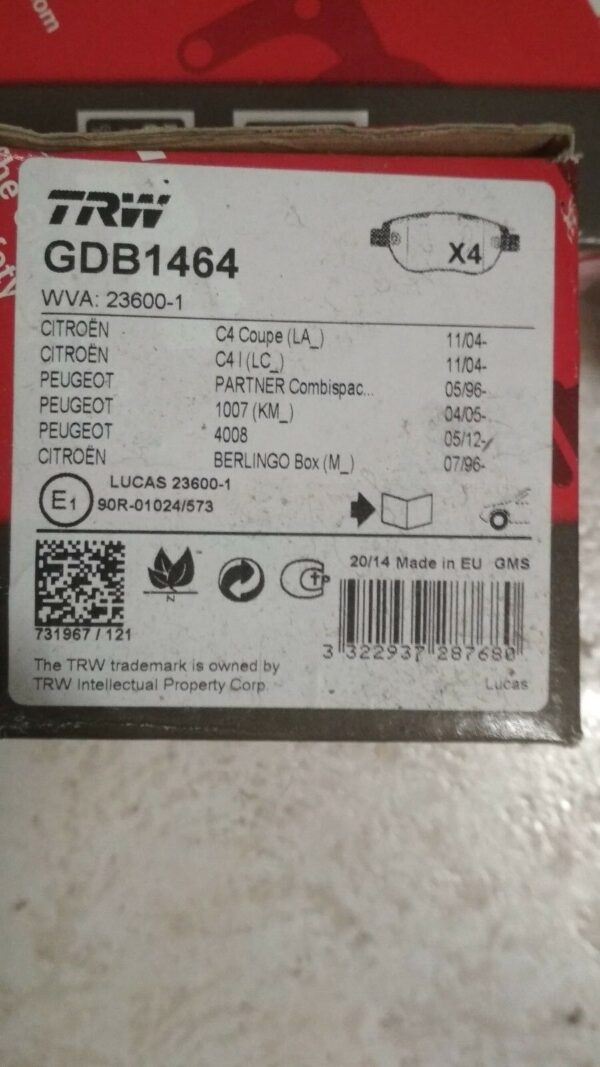 .com
TRW
GDB1464
X4
WVA: 23600-1
CITROËN C4 Coupe (LA_) 11/04-
CITROËN C4 I (LC_) 11/04-
PEUGEOT PARTNER Combispac... 05/96-
PEUGEOT 1007 (KM_) 04/05-
PEUGEOT 4008 05/12-
CITROËN BERLINGO Box (M_) 07/96-
LUCAS 23600-1
E1 90R-01024/573
20/14 Made in EU GMS
N
731967 / 121
3 322937 287680
The TRW trademark is owned by
TRW Intellectual Property Corp.
Lucas